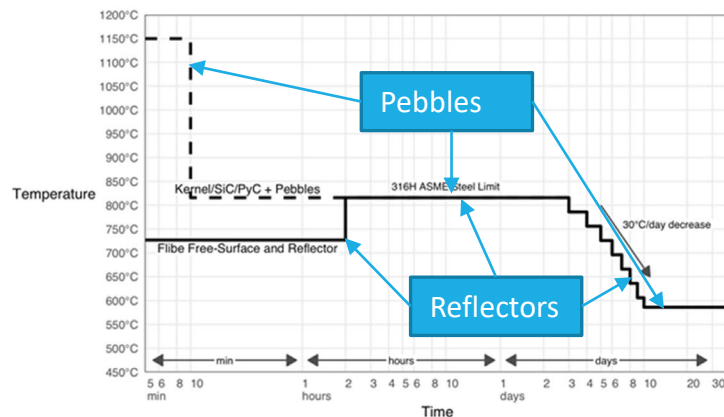 1200°C
1150°C
1100°C
1050°C
1000°C
950°C
900°C
850°C
800°C
750°C
700°C
650°C
600°C
550°C
500°C
450°C
Temperature
Pebbles
Kernel/SiC/PyC + Pebbles
316H ASME Steel Limit
30°C/day decrease
Flibe Free-Surface and Reflector
Reflectors
min
hours
days
5 6 8 10 1 2 3 4 5 6 8 10 1 2 3 4 5 6 8 10 20 30
min hours days
Time